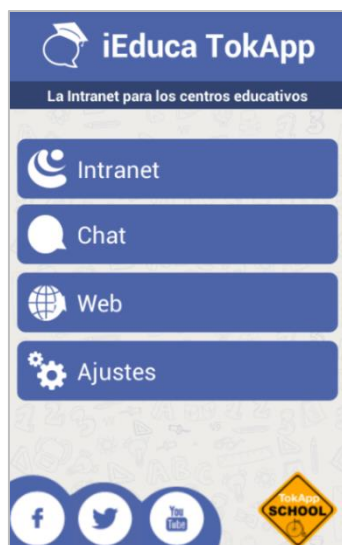 iEduca TokApp
La Intranet para los centros educativos
Intranet
Chat
Web
Ajustes
f
You
Tube
TokApp
SCHOOL